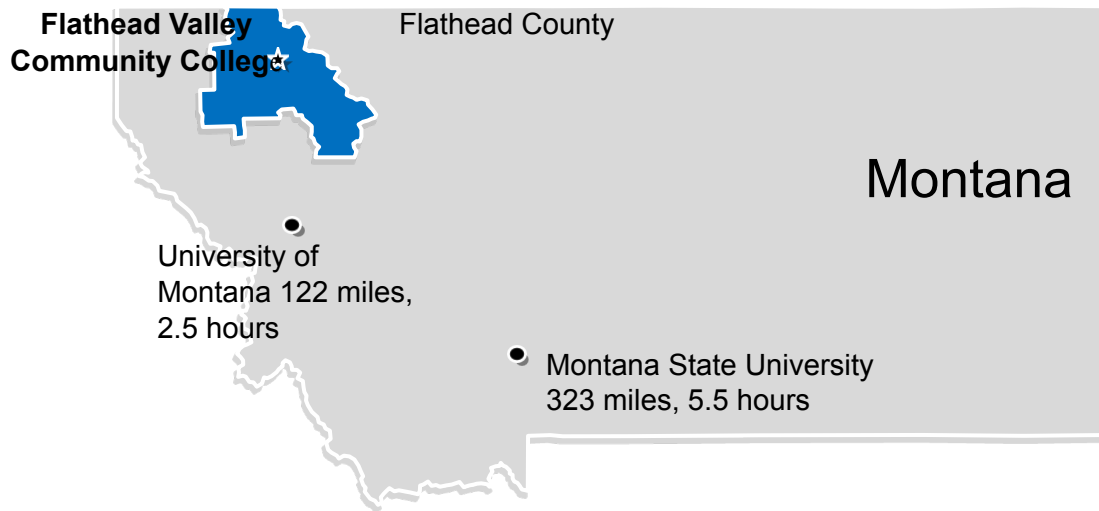 Flathead Valley
Community College
Flathead County
Montana
University of
Montana 122 miles,
2.5 hours
Montana State University
323 miles, 5.5 hours